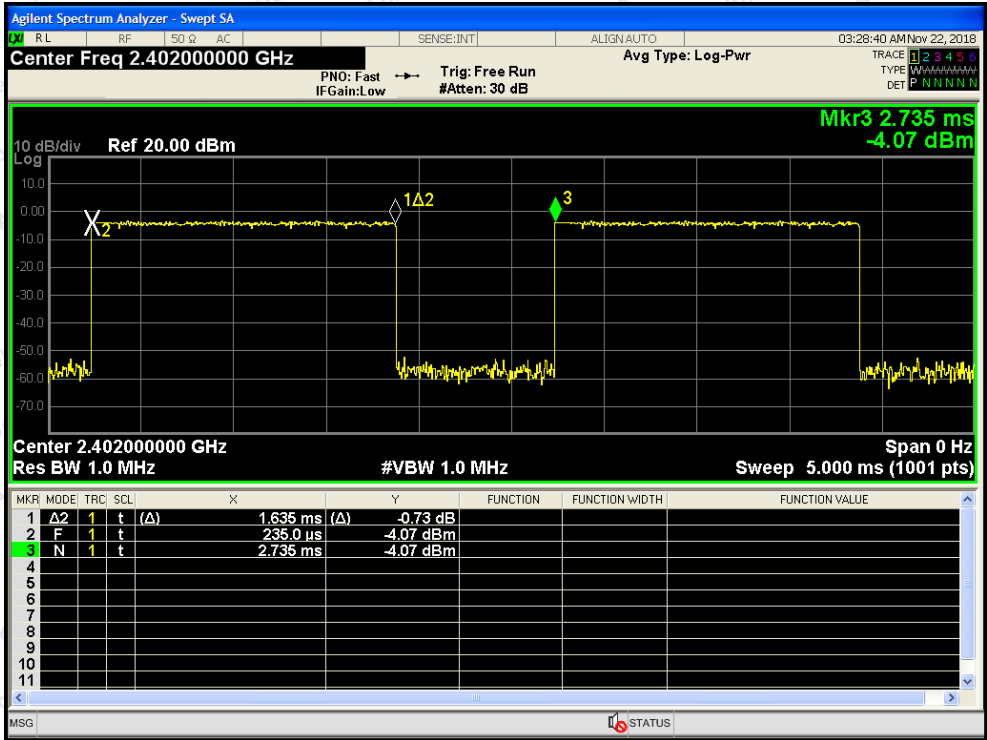 Agilent Spectrum Analyzer - Swept SA
LXI RL RF 50 Ω AC SENSE:INT ALIGN AUTO 03:28:40 AM Nov 22, 2018
Center Freq 2.402000000 GHz
PNO: Fast
IFGain:Low
Trig: Free Run
#Atten: 30 dB
Avg Type: Log-Pwr
TRACE 1 2 3 4 5 6
TYPE
DET P N N N N N
Mkr3 2.735 ms
-4.07 dBm
10 dB/div Ref 20.00 dBm
Log
10.0
0.00
-10.0
-20.0
-30.0
-40.0
-50.0
-60.0
-70.0
X2
1Δ2
3
Center 2.402000000 GHz Span 0 Hz
Res BW 1.0 MHz #VBW 1.0 MHz Sweep 5.000 ms (1001 pts)
MKR MODE TRC SCL X Y FUNCTION FUNCTION WIDTH FUNCTION VALUE
1 Δ2 1 t (Δ) 1.635 ms (Δ) -0.73 dB
2 F 1 t 235.0 µs -4.07 dBm
3 N 1 t 2.735 ms -4.07 dBm
4
5
6
7
8
9
10
11
MSG STATUS